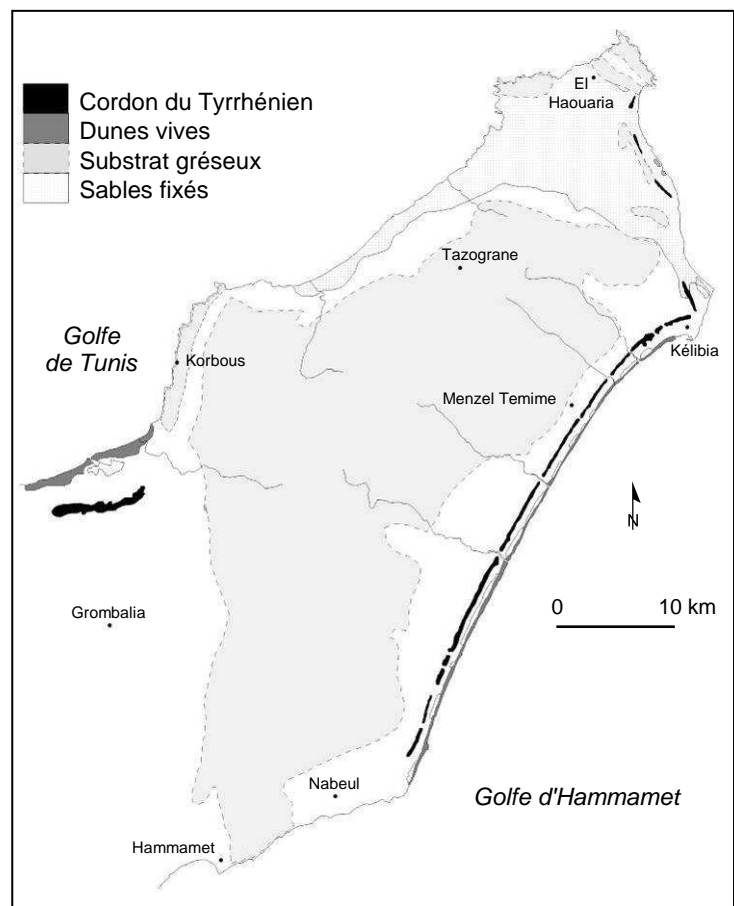 Cordon du Tyrrhénien
Dunes vives
Substrat gréseux
Sables fixés
El
Haouaria
Tazograne
Golfe
de Tunis
Korbous
Kélibia
Menzel Temime
N
Grombalia
0 10 km
Nabeul
Golfe d'Hammamet
Hammamet